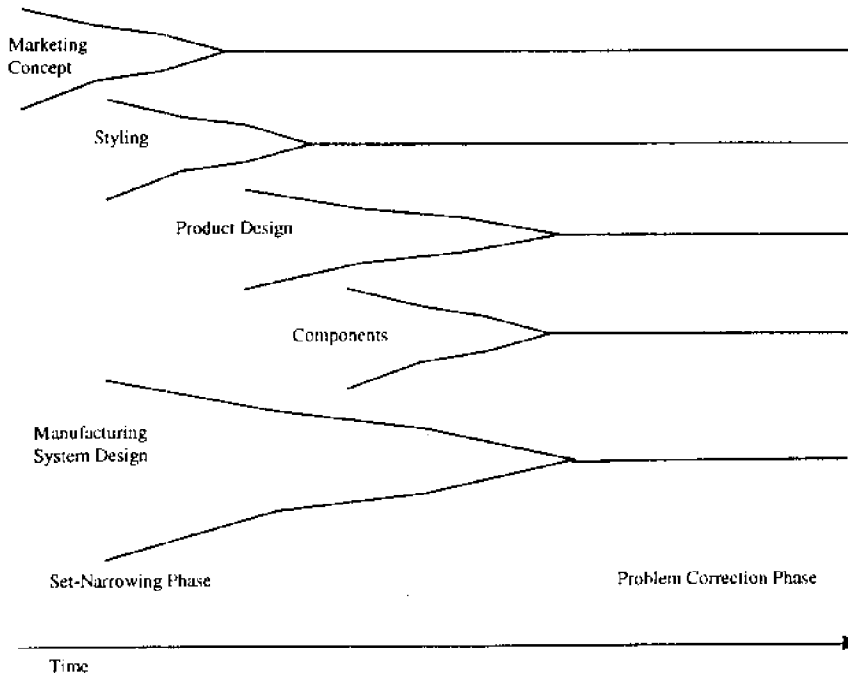 Marketing
Concept
Styling
Product Design
Components
Manufacturing
System Design
Set-Narrowing Phase
Problem Correction Phase
Time